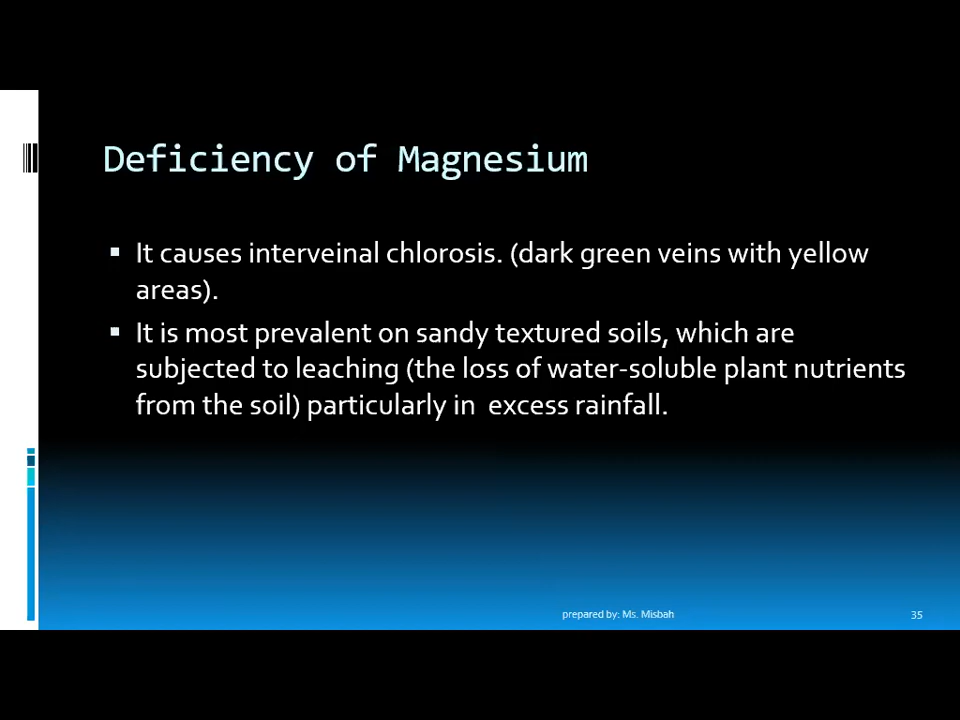 Deficiency of Magnesium
▪ It causes interveinal chlorosis. (dark green veins with yellow
areas).
▪ It is most prevalent on sandy textured soils, which are
subjected to leaching (the loss of water-soluble plant nutrients
from the soil) particularly in  excess rainfall.
prepared by: Ms. Misbah
35